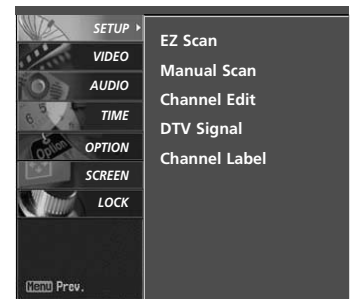 SETUP
VIDEO
AUDIO
TIME
OPTION
SCREEN
LOCK
Menu Prev.
EZ Scan
Manual Scan
Channel Edit
DTV Signal
Channel Label